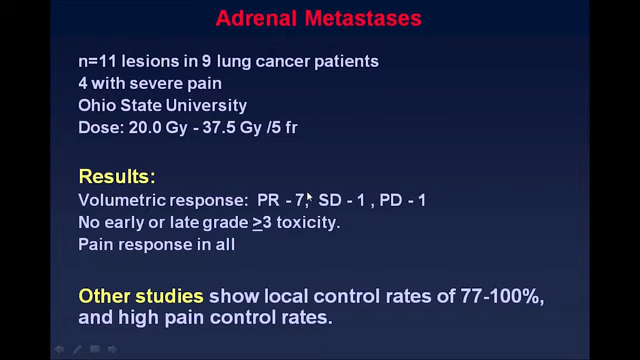 Adrenal Metastases
n=11 lesions in 9 lung cancer patients
4 with severe pain
Ohio State University
Dose: 20.0 Gy - 37.5 Gy /5 fr
Results:
Volumetric response: PR - 7, SD - 1 , PD - 1
No early or late grade ≥3 toxicity.
Pain response in all
Other studies show local control rates of 77-100%,
and high pain control rates.